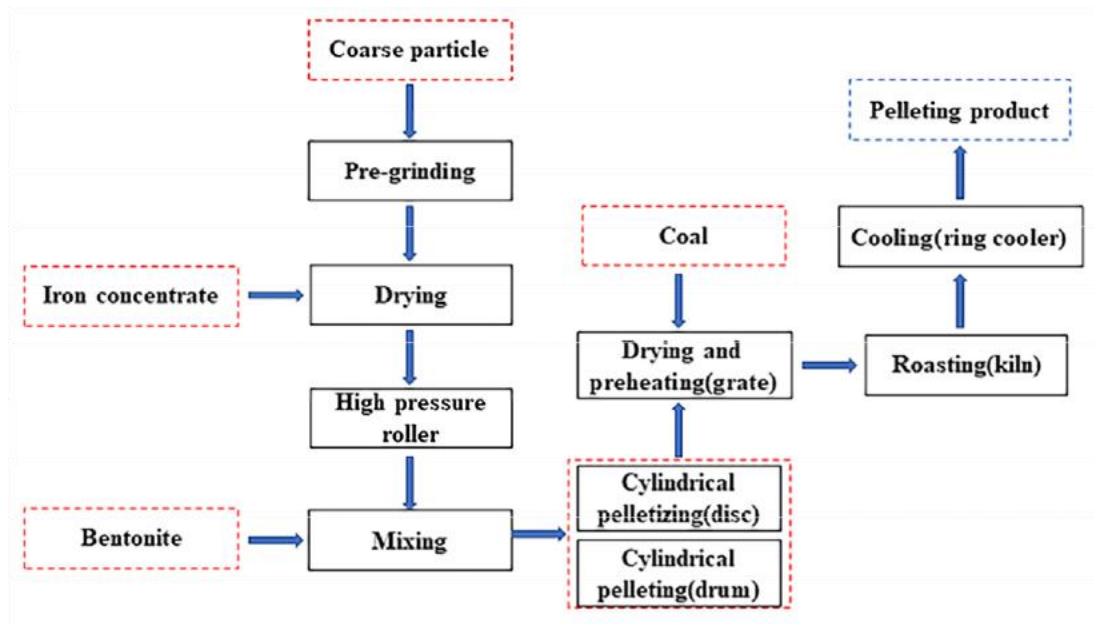 Coarse particle
Pre-grinding
Iron concentrate
Drying
High pressure
roller
Bentonite
Mixing
Cylindrical
pelletizing(disc)
Cylindrical
pelleting(drum)
Coal
Drying and
preheating(grate)
Roasting(kiln)
Cooling(ring cooler)
Pelleting product